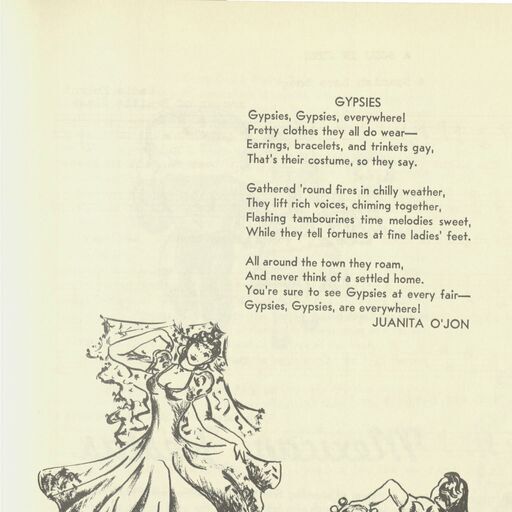 GYPSIES
Gypsies, Gypsies, everywhere!
Pretty clothes they all do wear—
Earrings, bracelets, and trinkets gay,
That's their costume, so they say.
Gathered 'round fires in chilly weather,
They lift rich voices, chiming together,
Flashing tambourines time melodies sweet,
While they tell fortunes at fine ladies' feet.
All around the town they roam,
And never think of a settled home.
You're sure to see Gypsies at every fair—
Gypsies, Gypsies, are everywhere!
JUANITA O'JON